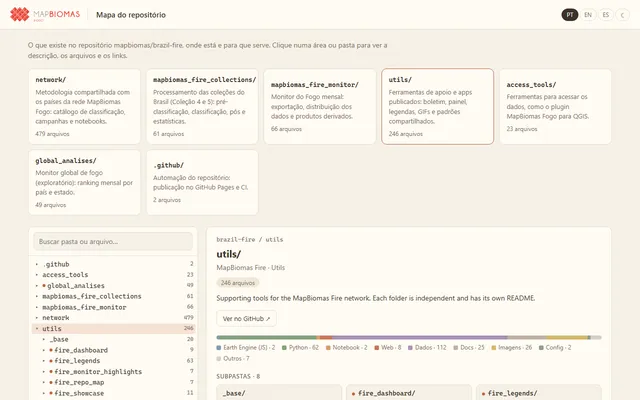 MAPBIOMAS
Mapa do repositório
PT EN ES
O que existe no repositório mapbiomas/brazil-fire, onde está e para que serve. Clique numa área ou pasta para ver a
descrição, os arquivos e os links.
network/
Metodologia compartilhada com
os países da rede MapBiomas
Fogo: catálogo de classificação,
campanhas e notebooks.
479 arquivos
mapbiomas_fire_collections/
Processamento das coleções do
Brasil (Coleção 4 e 5): pré-
classificação, classificação, pós e
estatísticas.
61 arquivos
mapbiomas_fire_monitor/
Monitor do Fogo mensal:
exportação, distribuição dos
dados e produtos derivados.
66 arquivos
utils/
Ferramentas de apoio e apps
publicados: boletim, painel,
legendas, GIFs e padrões
compartilhados.
246 arquivos
access_tools/
Ferramentas para acessar os
dados, como o plugin
MapBiomas Fogo para QGIS.
23 arquivos
global_analises/
Monitor global de fogo
(exploratório): ranking mensal por
país e estado.
49 arquivos
.github/
Automação do repositório:
publicação no GitHub Pages e CI.
2 arquivos
Buscar pasta ou arquivo...
.github 2
access_tools 23
global_analises 49
mapbiomas_fire_collections 61
mapbiomas_fire_monitor 66
network 479
utils 246
_base 20
fire_dashboard 9
fire_legends 63
fire_monitor_highlights 7
fire_repo_map 7
fire_showcase 11
brazil-fire / utils
utils/
MapBiomas Fire · Utils
246 arquivos
Supporting tools for the MapBiomas Fire network. Each folder is independent and has its own README.
Ver no GitHub ↗
Earth Engine (JS) · 2 Python · 62 Notebook · 2 Web · 8 Dados · 112 Docs · 25 Imagens · 26 Config · 2
Outros · 7
SUBPASTAS · 8
_base/
fire_dashboard/
fire_legends/